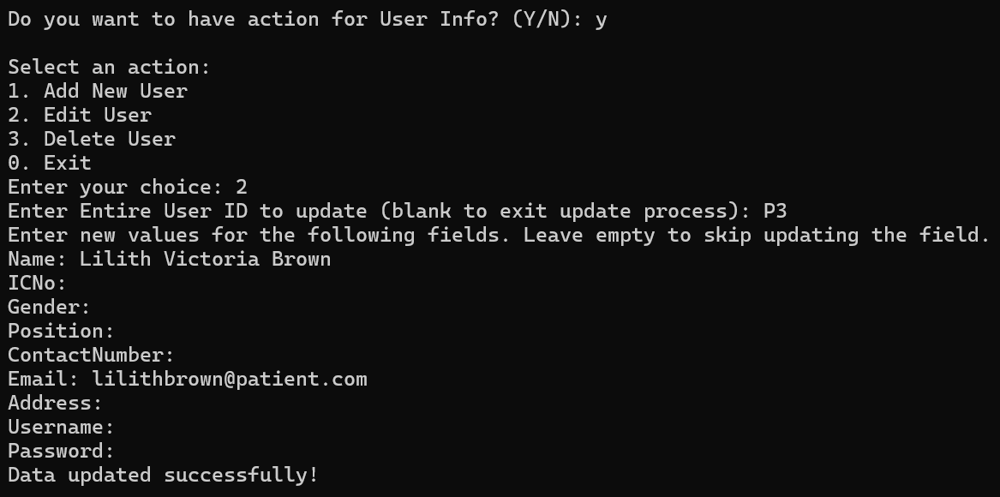 Do you want to have action for User Info? (Y/N): y
Select an action:
1. Add New User
2. Edit User
3. Delete User
0. Exit
Enter your choice: 2
Enter Entire User ID to update (blank to exit update process): P3
Enter new values for the following fields. Leave empty to skip updating the field.
Name: Lilith Victoria Brown
ICNo:
Gender:
Position:
ContactNumber:
Email: lilithbrown@patient.com
Address:
Username:
Password:
Data updated successfully!